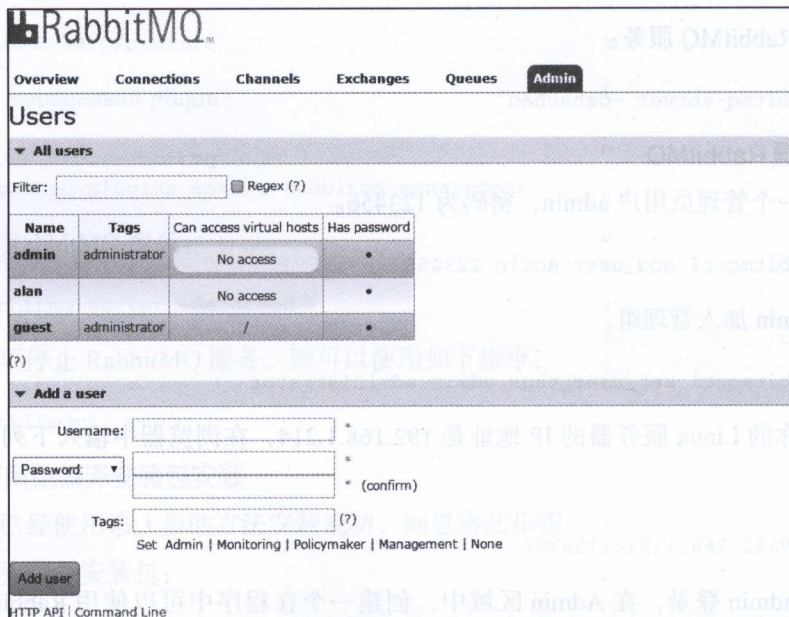 RabbitMQ
Overview Connections Channels Exchanges Queues Admin
Users
▼ All users
Filter: Regex (?)
Name Tags Can access virtual hosts Has password
admin administrator No access •
alan No access •
guest administrator / •
(?)
▼ Add a user
Username: *
Password: ▼ *
* (confirm)
Tags: (?)
Set Admin | Monitoring | Policymaker | Management | None
Add user
HTTP API | Command Line